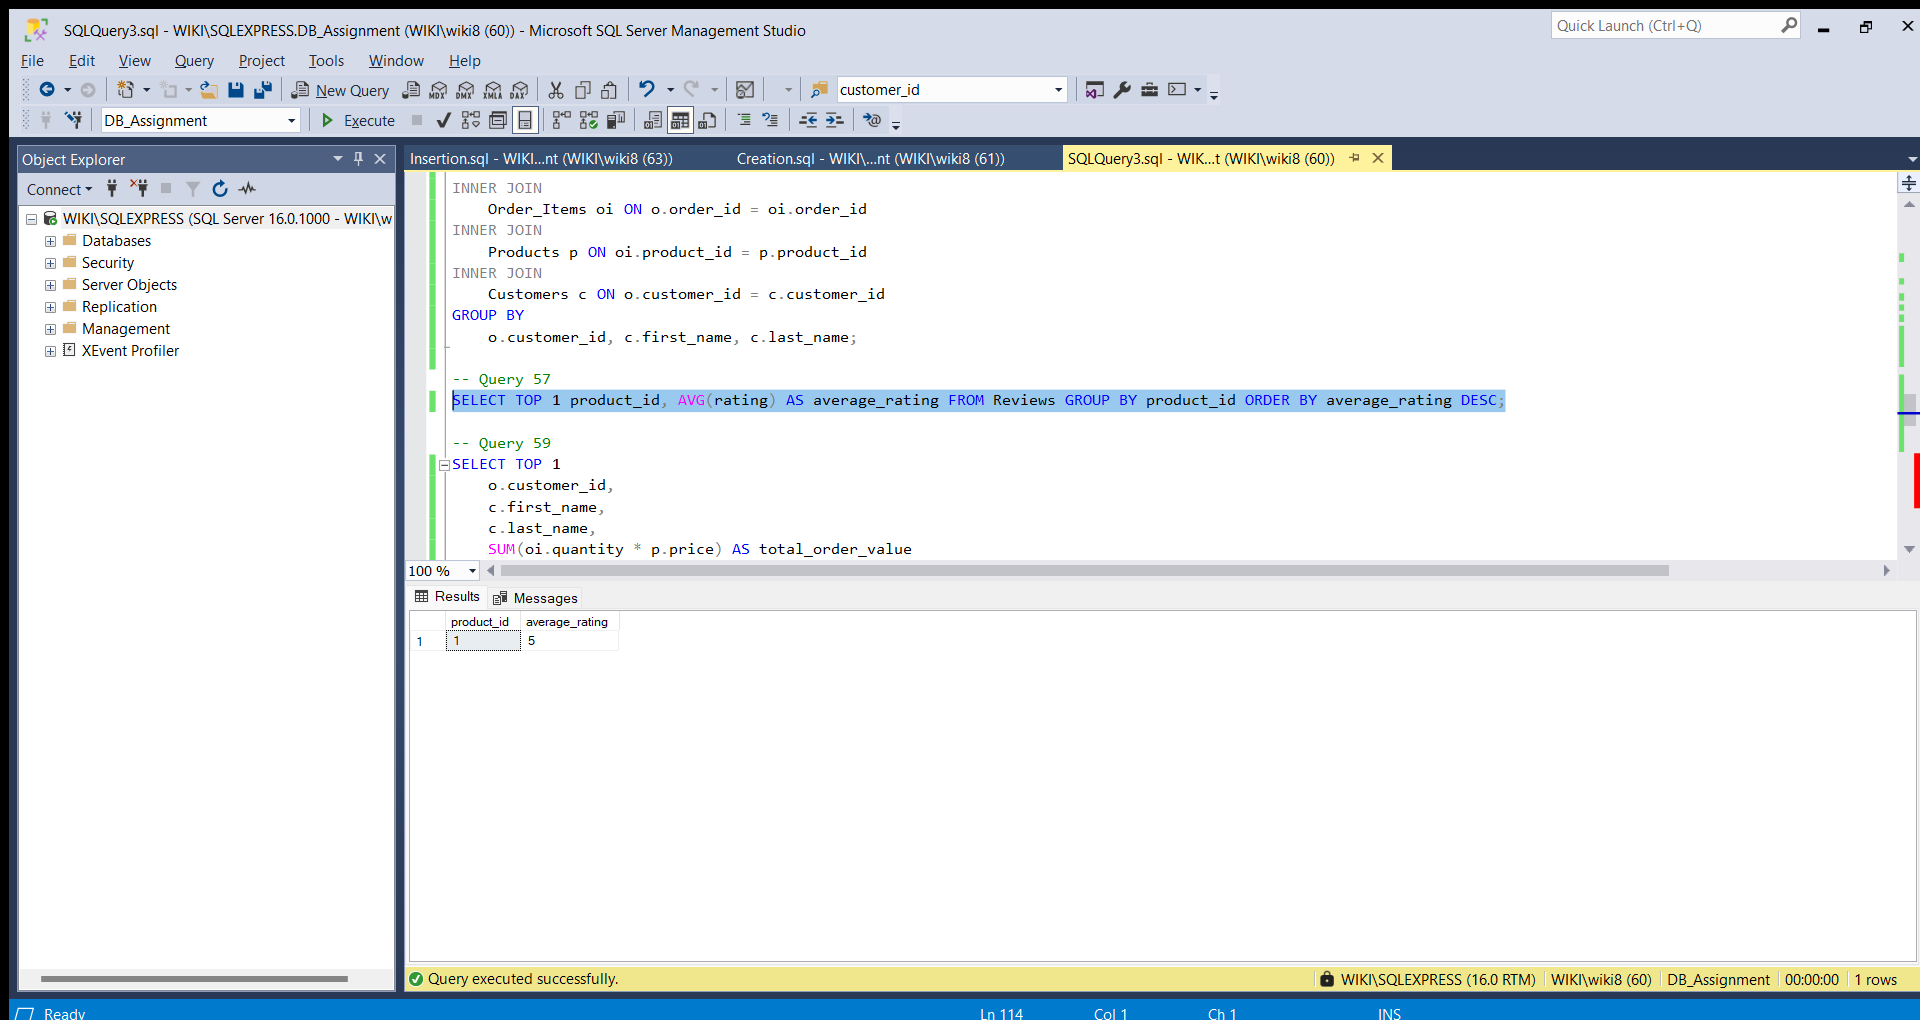 SQLQuery3.sql - WIKI\SQLEXPRESS.DB_Assignment (WIKI\wiki8 (60)) - Microsoft SQL Server Management Studio
Quick Launch (Ctrl+Q)
File Edit View Query Project Tools Window Help
New Query MDX DMX XMLA DAX customer_id
DB_Assignment Execute
Object Explorer
Connect
WIKI\SQLEXPRESS (SQL Server 16.0.1000 - WIKI\w
Databases
Security
Server Objects
Replication
Management
XEvent Profiler
Insertion.sql - WIKI...nt (WIKI\wiki8 (63)) Creation.sql - WIKI\...nt (WIKI\wiki8 (61)) SQLQuery3.sql - WIK...t (WIKI\wiki8 (60))
INNER JOIN
Order_Items oi ON o.order_id = oi.order_id
INNER JOIN
Products p ON oi.product_id = p.product_id
INNER JOIN
Customers c ON o.customer_id = c.customer_id
GROUP BY
o.customer_id, c.first_name, c.last_name;
-- Query 57
SELECT TOP 1 product_id, AVG(rating) AS average_rating FROM Reviews GROUP BY product_id ORDER BY average_rating DESC;
-- Query 59
SELECT TOP 1
o.customer_id,
c.first_name,
c.last_name,
SUM(oi.quantity * p.price) AS total_order_value
100 %
Results Messages
product_id average_rating
1 1 5
Query executed successfully.
WIKI\SQLEXPRESS (16.0 RTM) WIKI\wiki8 (60) DB_Assignment 00:00:00 1 rows
Ready Ln 114 Col 1 Ch 1 INS